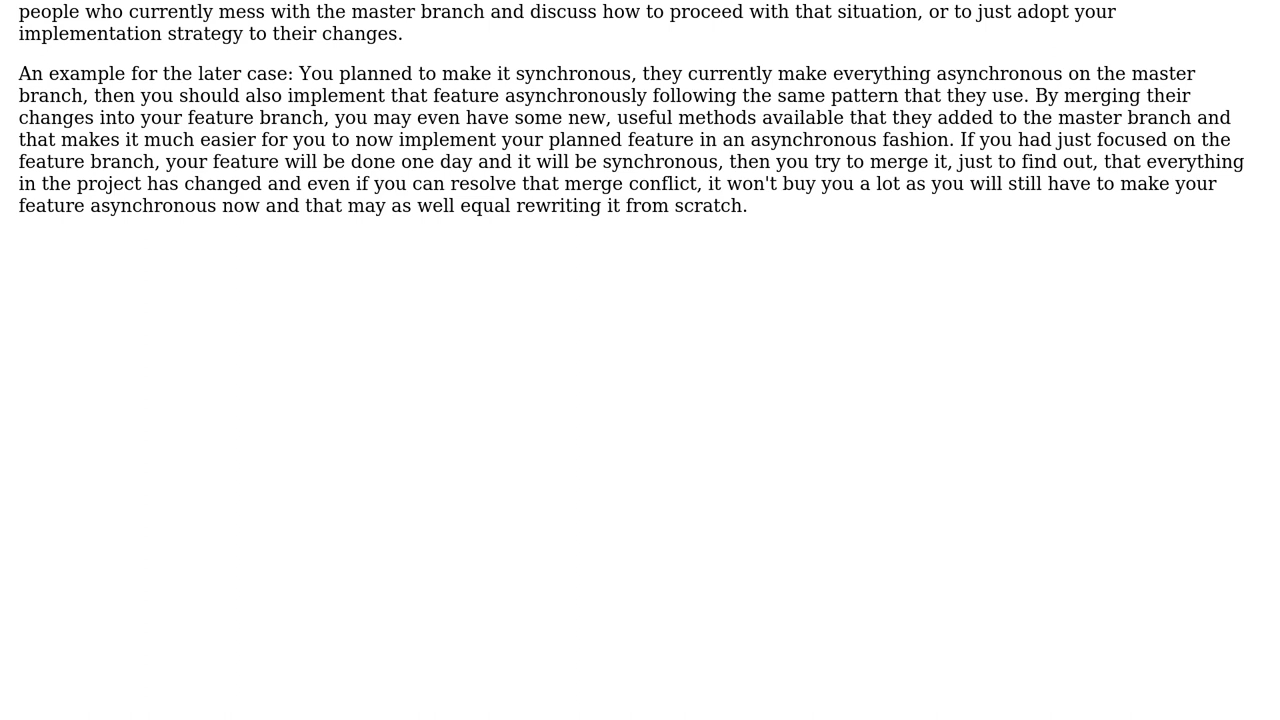 people who currently mess with the master branch and discuss how to proceed with that situation, or to just adopt your
implementation strategy to their changes.
An example for the later case: You planned to make it synchronous, they currently make everything asynchronous on the master
branch, then you should also implement that feature asynchronously following the same pattern that they use. By merging their
changes into your feature branch, you may even have some new, useful methods available that they added to the master branch and
that makes it much easier for you to now implement your planned feature in an asynchronous fashion. If you had just focused on the
feature branch, your feature will be done one day and it will be synchronous, then you try to merge it, just to find out, that everything
in the project has changed and even if you can resolve that merge conflict, it won't buy you a lot as you will still have to make your
feature asynchronous now and that may as well equal rewriting it from scratch.